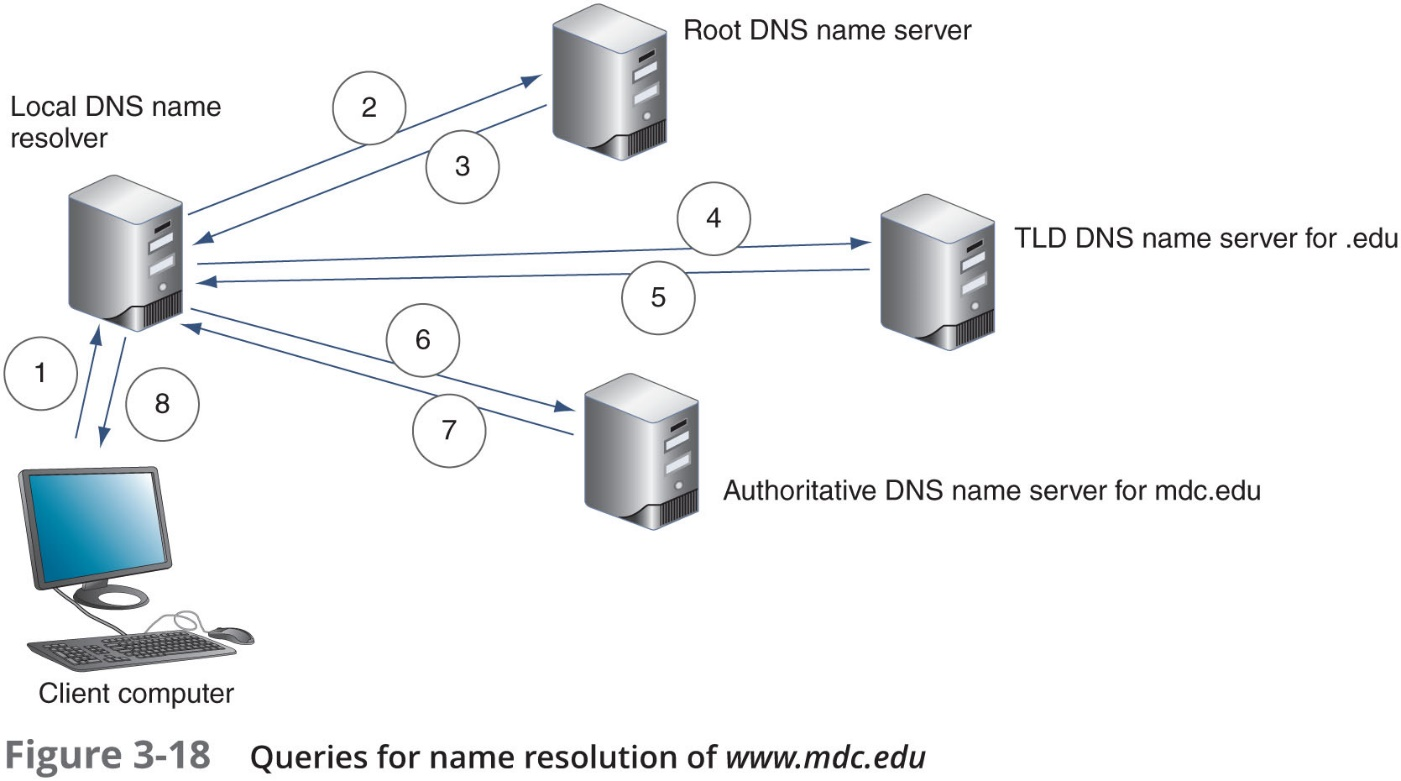 Root DNS name server
Local DNS name
resolver
2
3
4
TLD DNS name server for .edu
5
6
1
8
7
Authoritative DNS name server for mdc.edu
Client computer
Figure 3-18 Queries for name resolution of www.mdc.edu